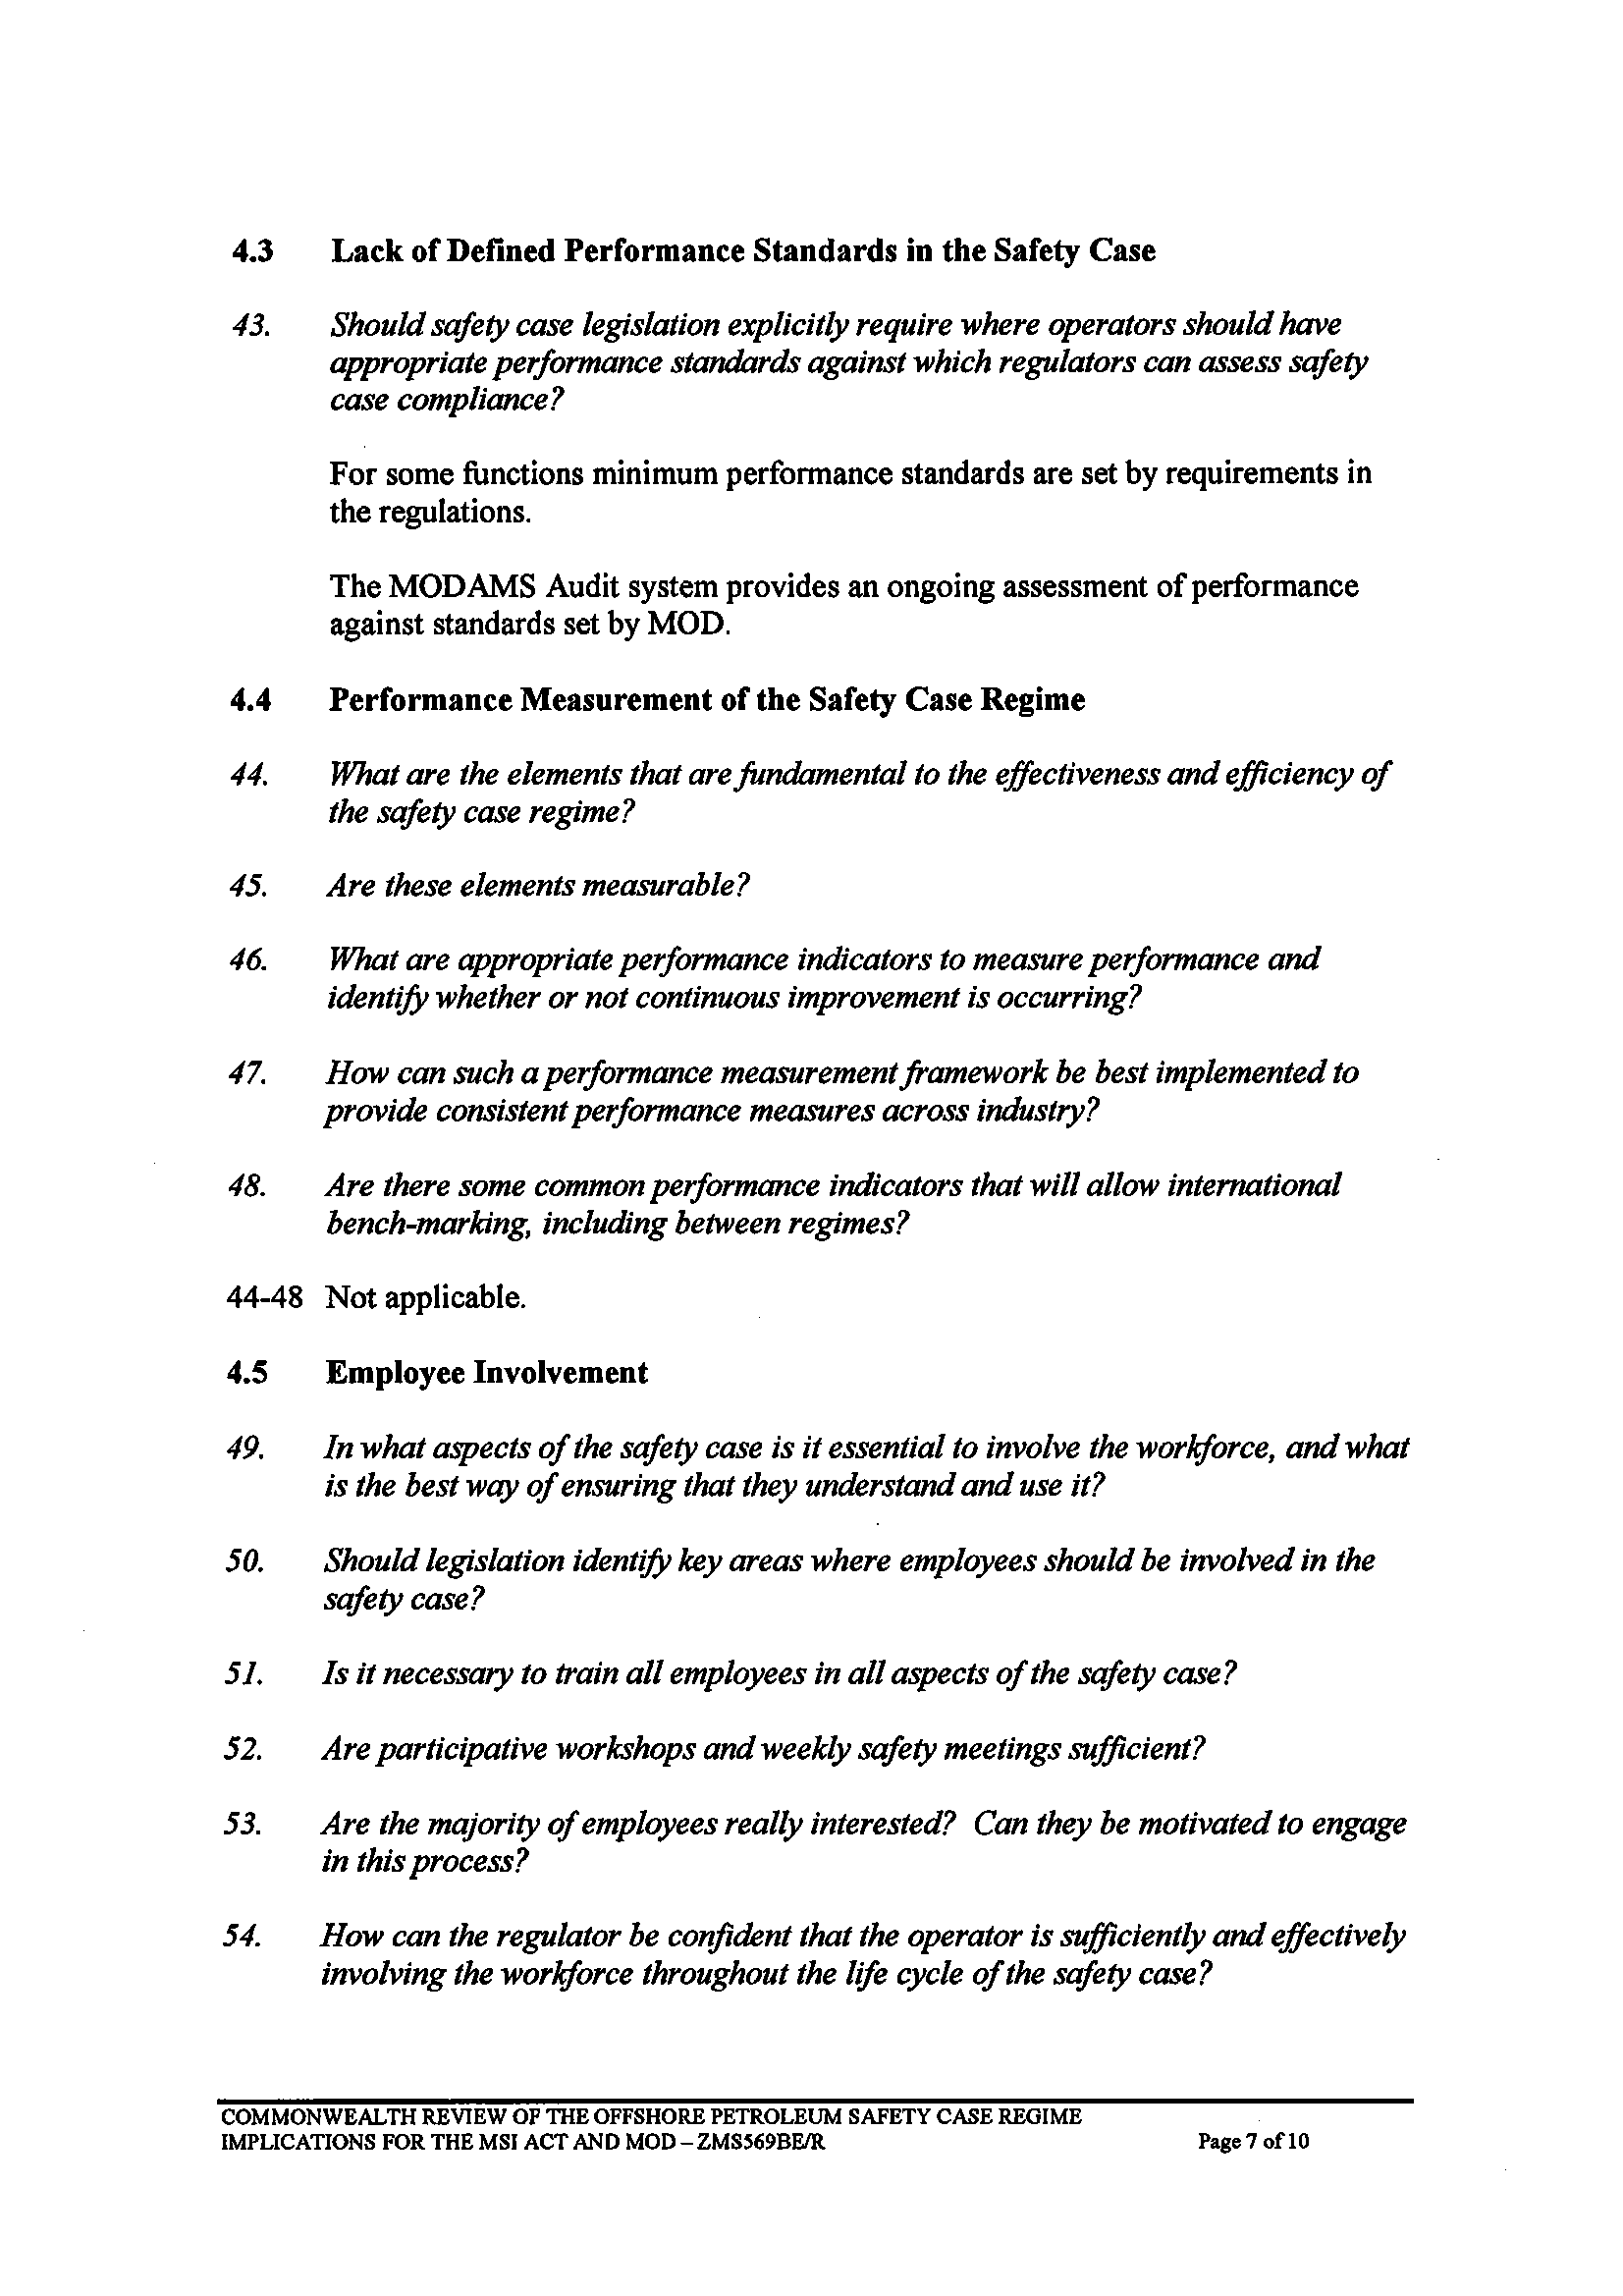 4.3 Lack of Defined Performance Standards in the Safety Case
43. Should safety case legislation explicitly require where operators should have
appropriate performance standards against which regulators can assess safety
case compliance?
For some functions minimum performance standards are set by requirements in
the regulations.
The MODAMS Audit system provides an ongoing assessment of performance
against standards set by MOD.
4.4 Performance Measurement of the Safety Case Regime
44. What are the elements that are fundamental to the effectiveness and efficiency of
the safety case regime?
45. Are these elements measurable?
46. What are appropriate performance indicators to measure performance and
identify whether or not continuous improvement is occurring?
47. How can such a performance measurement framework be best implemented to
provide consistent performance measures across industry?
48. Are there some common performance indicators that will allow international
bench-marking, including between regimes?
44-48 Not applicable.
4.5 Employee Involvement
49. In what aspects of the safety case is it essential to involve the workforce, and what
is the best way of ensuring that they understand and use it?
50. Should legislation identify key areas where employees should be involved in the
safety case?
51. Is it necessary to train all employees in all aspects of the safety case?
52. Are participative workshops and weekly safety meetings sufficient?
53. Are the majority of employees really interested? Can they be motivated to engage
in this process?
54. How can the regulator be confident that the operator is sufficiently and effectively
involving the workforce throughout the life cycle of the safety case?
COMMONWEALTH REVIEW OF THE OFFSHORE PETROLEUM SAFETY CASE REGIME
IMPLICATIONS FOR THE MSI ACT AND MOD – ZMS569BE/R Page 7 of 10